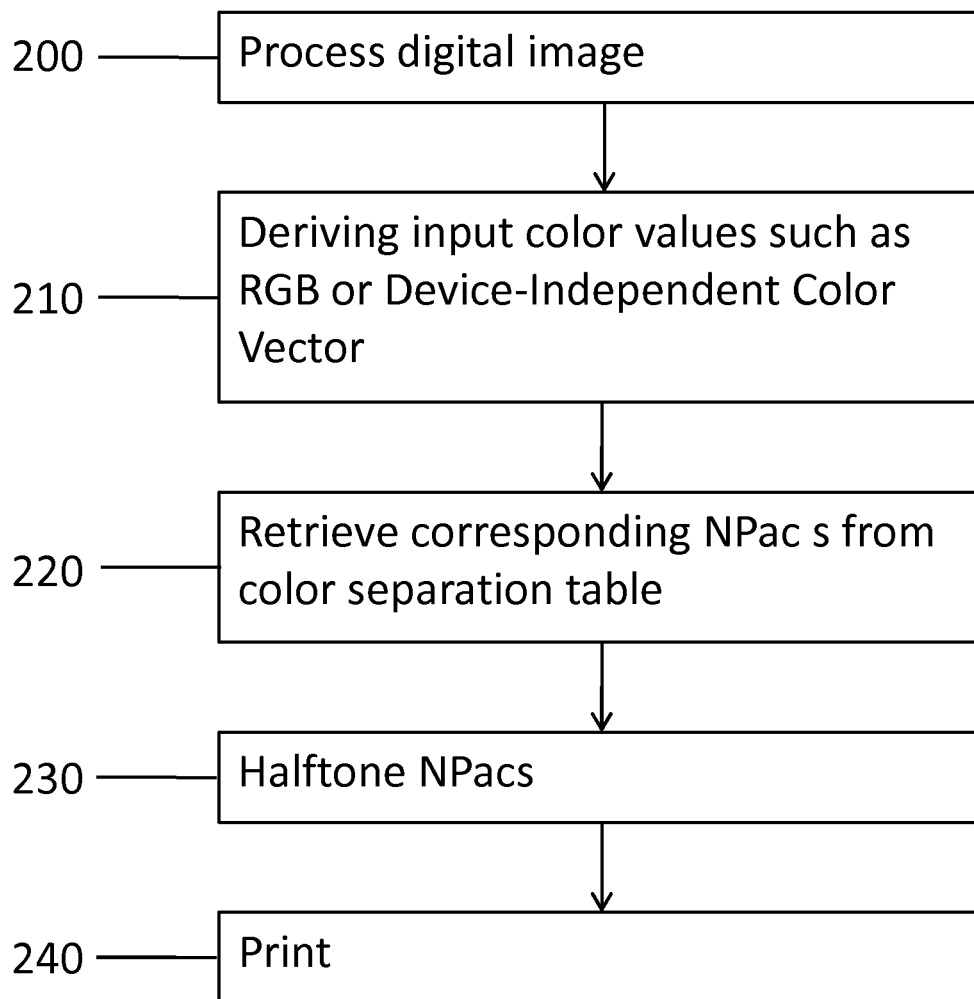 200
Process digital image
210
Deriving input color values such as
RGB or Device-Independent Color
Vector
220
Retrieve corresponding NPac s from
color separation table
230
Halftone NPacs
240
Print